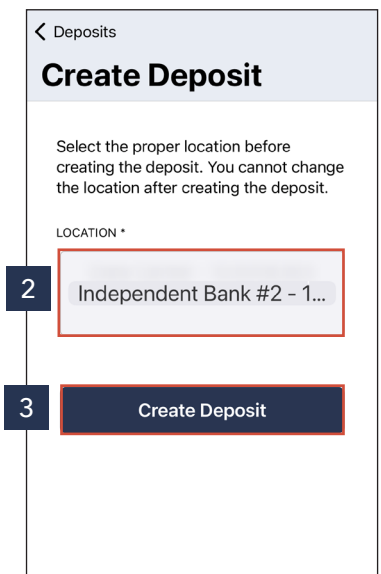 Deposits
Create Deposit
Select the proper location before
creating the deposit. You cannot change
the location after creating the deposit.
LOCATION *
2
Independent Bank #2 - 1...
3
Create Deposit